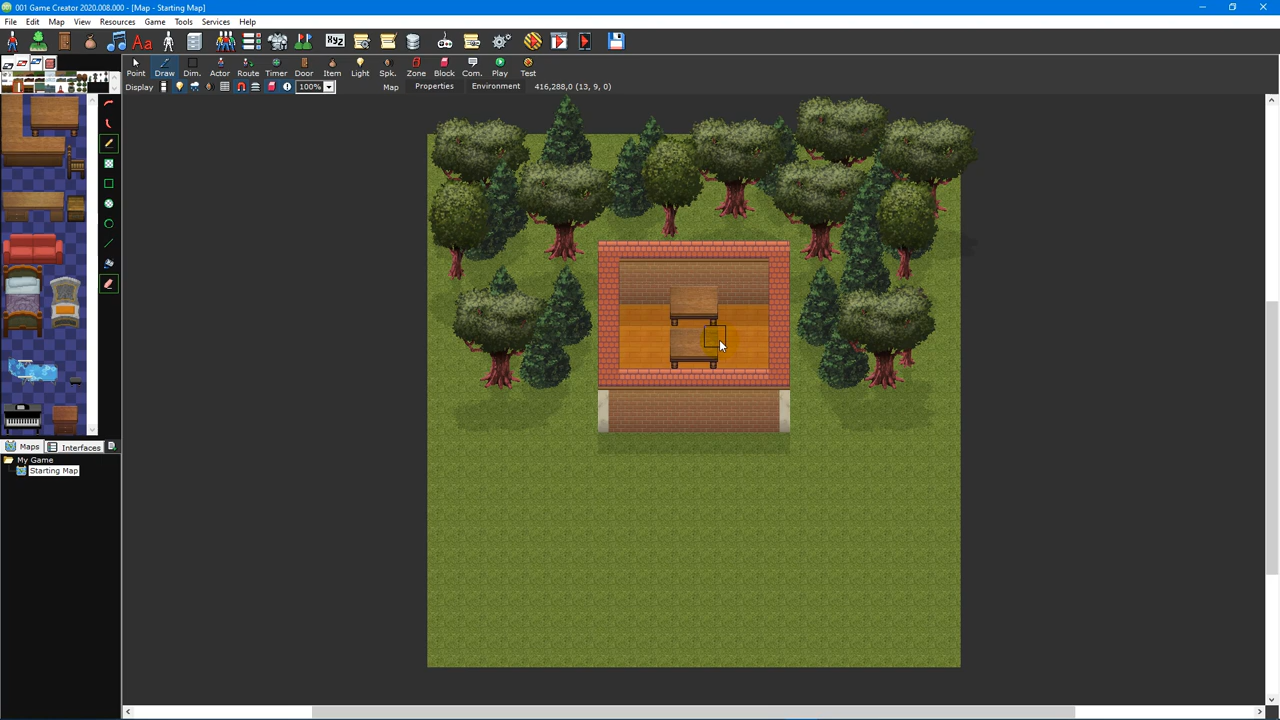 001 Game Creator 2020.008.000 - [Map - Starting Map]
File Edit Map View Resources Game Tools Services Help
Aa xyz
Point Draw Dim. Actor Route Timer Door Item Light Spk. Zone Block Com. Play Test
Display 100% Map Properties Environment 416,288,0 (13, 9, 0)
Maps Interfaces
My Game
Starting Map